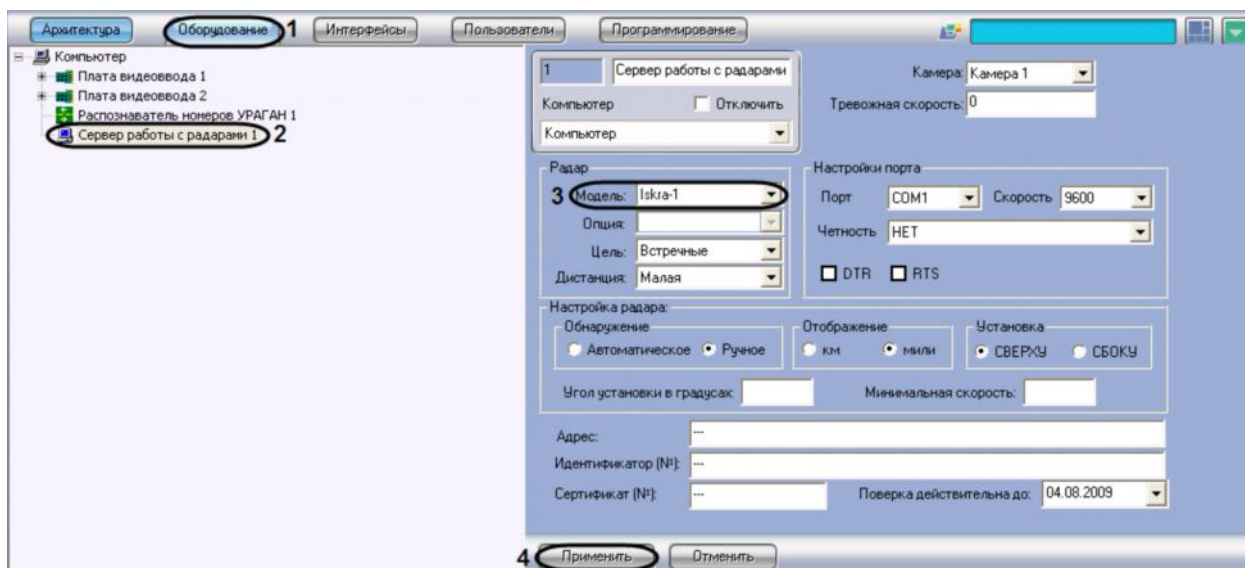 Архитектура Оборудование 1 Интерфейсы Пользователи Программирование
Компьютер
Плата видеоввода 1
Плата видеоввода 2
Распознаватель номеров УРАГАН 1
Сервер работы с радарами 1 2
1 Сервер работы с радарами
Компьютер Отключить
Компьютер
Камера: Камера 1
Тревожная скорость: 0
Радар
3 Модель: Iskra-1
Опция:
Цель: Встречные
Дистанция: Малая
Настройки порта
Порт COM1 Скорость 9600
Четность НЕТ
DTR RTS
Настройка радара:
Обнаружение Отображение Установка
Автоматическое Ручное км мили СВЕРХУ СБОКУ
Угол установки в градусах: Минимальная скорость:
Адрес: ---
Идентификатор (№): ---
Сертификат (№): --- Поверка действительна до: 04.08.2009
4 Применить Отменить